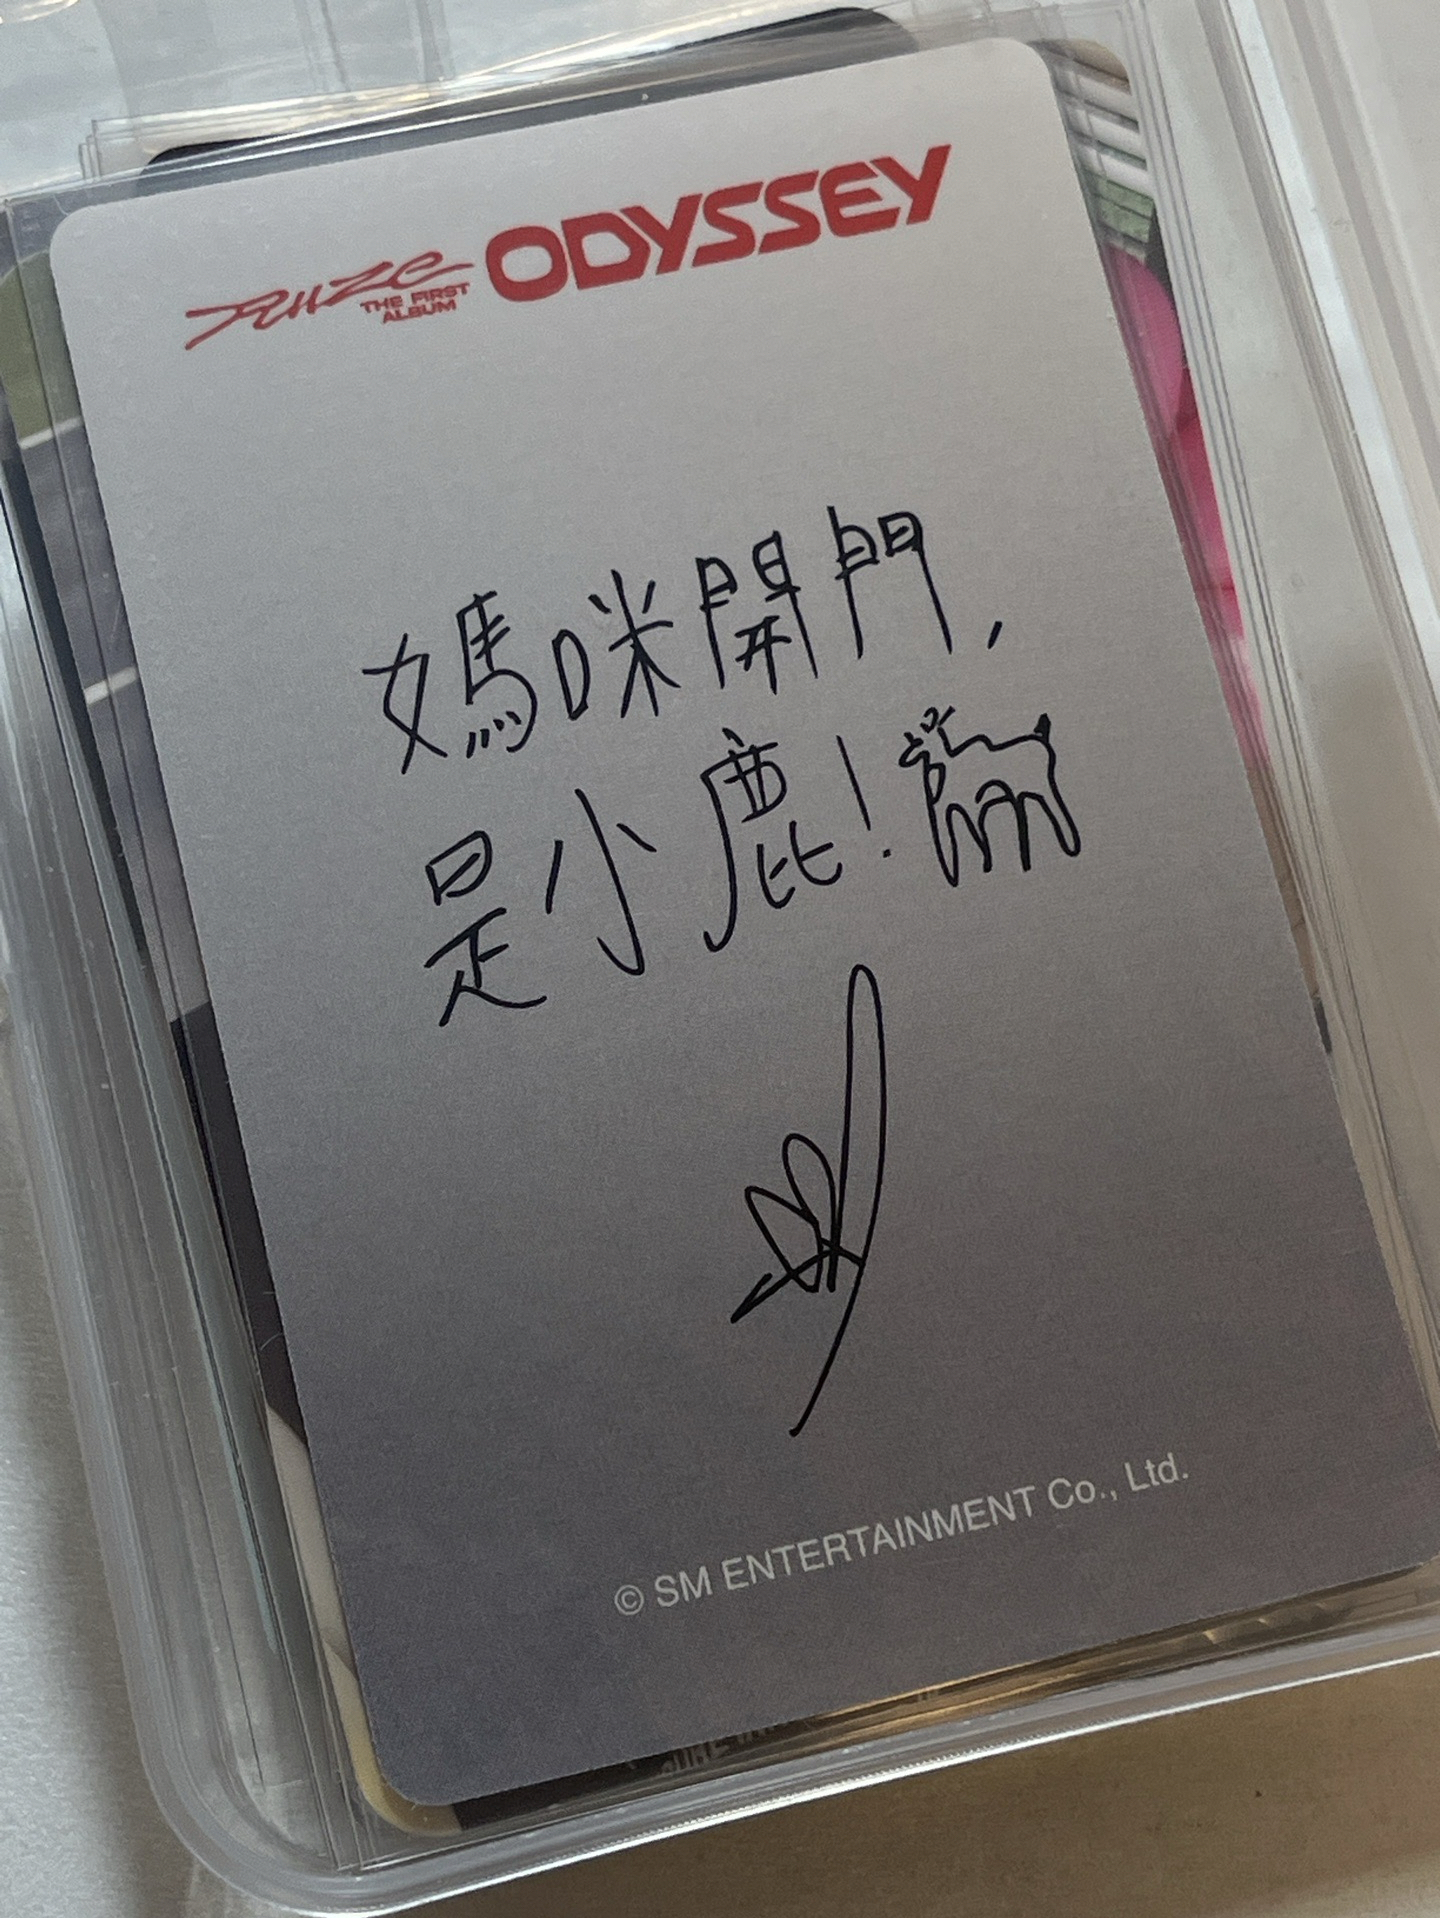 RIIZE THE FIRST ALBUM ODYSSEY
媽咪開門,
是小鹿!
© SM ENTERTAINMENT Co., Ltd.